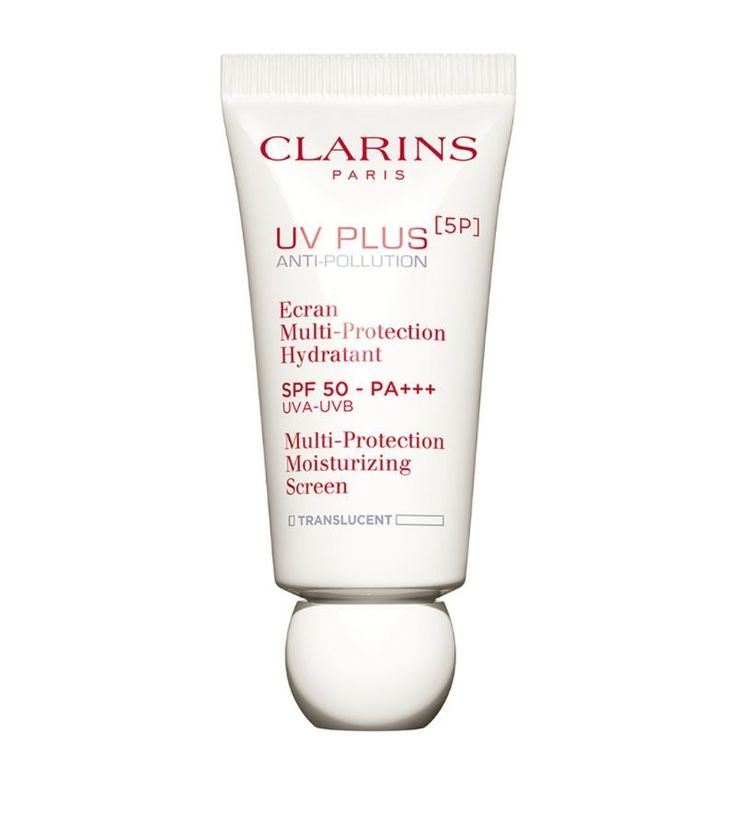 CLARINS
PARIS
UV PLUS [5P]
ANTI-POLLUTION
Ecran
Multi-Protection
Hydratant
SPF 50 - PA+++
UVA-UVB
Multi-Protection
Moisturizing
Screen
TRANSLUCENT